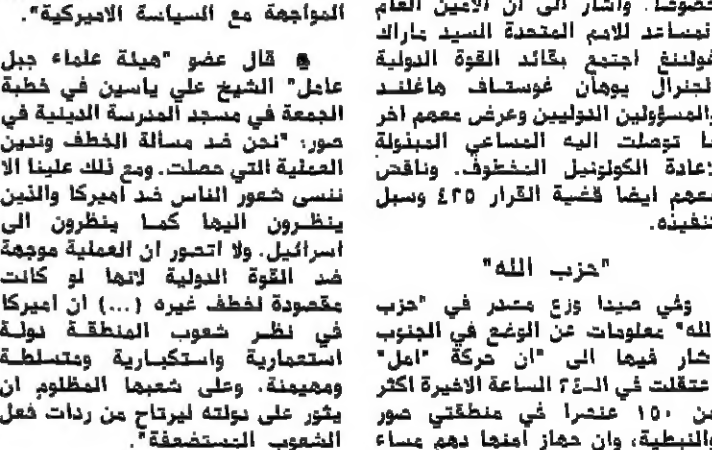 خصوصا. واشار الى ان الامين العام
المساعد للامم المتحدة السيد ماراك
غولدنغ اجتمع بقائد القوة الدولية
الجنرال يوهان غوستاف هاغلند
والمسؤولين الدوليين وعرض معهم اخر
ما توصلت اليه المساعي المبذولة
لاعادة الكولونيل المخطوف. وناقش
معهم ايضا قضية القرار ٤٢٥ وسبل
تنفيذه.
"حزب الله"
وفي صيدا وزع مصدر في "حزب
الله" معلومات عن الوضع في الجنوب
اشار فيها الى "ان حركة "امل"
اعتقلت في الـ٢٤ الساعة الاخيرة اكثر
من ١٥٠ عنصرا في منطقتي صور
والنبطية، وان جهاز امنها دهم مساء
المواجهة مع السياسة الاميركية".
قال عضو "هيئة علماء جبل
عامل" الشيخ علي ياسين في خطبة
الجمعة في مسجد المدرسة الدينية في
صور: "نحن ضد مسألة الخطف وندين
العملية التي حصلت. ومع ذلك علينا الا
ننسى شعور الناس ضد اميركا والذين
ينظرون اليها كما ينظرون الى
اسرائيل. ولا اتصور ان العملية موجهة
ضد القوة الدولية لانها لو كانت
مقصودة لخطف غيره (...) ان اميركا
في نظر شعوب المنطقة دولة
استعمارية واستكبارية ومتسلطة
ومهيمنة. وعلى شعبها المظلوم ان
يثور على دولته ليرتاح من ردات فعل
الشعوب المستضعفة".